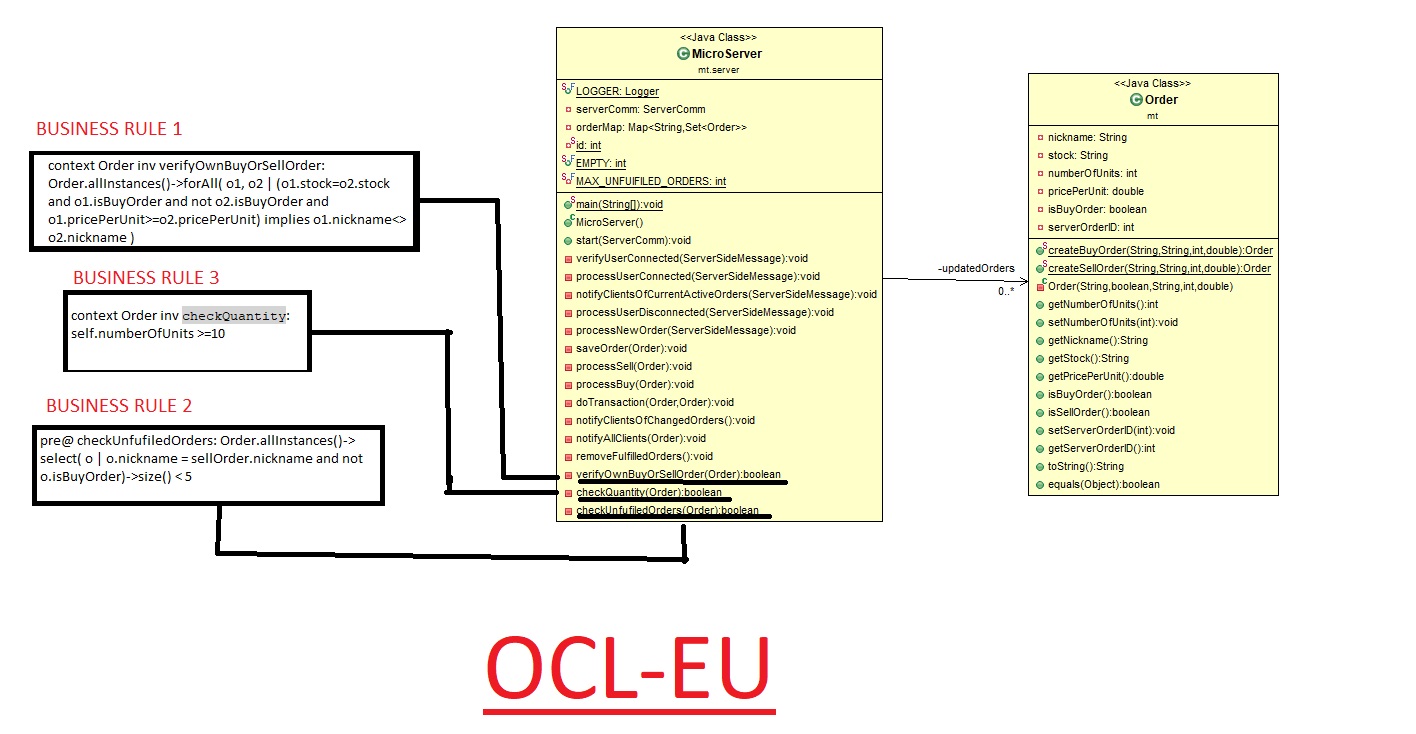 BUSINESS RULE 1
context Order inv verifyOwnBuyOrSellOrder:
Order.allInstances()->forAll( o1, o2 | (o1.stock=o2.stock
and o1.isBuyOrder and not o2.isBuyOrder and
o1.pricePerUnit>=o2.pricePerUnit) implies o1.nickname<>
o2.nickname )
BUSINESS RULE 3
context Order inv checkQuantity:
self.numberOfUnits >=10
BUSINESS RULE 2
pre@ checkUnfufiledOrders: Order.allInstances()->
select( o | o.nickname = sellOrder.nickname and not
o.isBuyOrder)->size() < 5
<<Java Class>>
MicroServer
mt.server
LOGGER: Logger
serverComm: ServerComm
orderMap: Map<String,Set<Order>>
id: int
EMPTY: int
MAX_UNFUIFILED_ORDERS: int
main(String[]):void
MicroServer()
start(ServerComm):void
verifyUserConnected(ServerSideMessage):void
processUserConnected(ServerSideMessage):void
notifyClientsOfCurrentActiveOrders(ServerSideMessage):void
processUserDisconnected(ServerSideMessage):void
processNewOrder(ServerSideMessage):void
saveOrder(Order):void
processSell(Order):void
processBuy(Order):void
doTransaction(Order,Order):void
notifyClientsOfChangedOrders():void
notifyAllClients(Order):void
removeFulfilledOrders():void
verifyOwnBuyOrSellOrder(Order):boolean
checkQuantity(Order):boolean
checkUnfufiledOrders(Order):boolean
-updatedOrders
0..*
<<Java Class>>
Order
mt
nickname: String
stock: String
numberOfUnits: int
pricePerUnit: double
isBuyOrder: boolean
serverOrderID: int
createBuyOrder(String,String,int,double):Order
createSellOrder(String,String,int,double):Order
Order(String,boolean,String,int,double)
getNumberOfUnits():int
setNumberOfUnits(int):void
getNickname():String
getStock():String
getPricePerUnit():double
isBuyOrder():boolean
isSellOrder():boolean
setServerOrderID(int):void
getServerOrderID():int
toString():String
equals(Object):boolean
OCL-EU